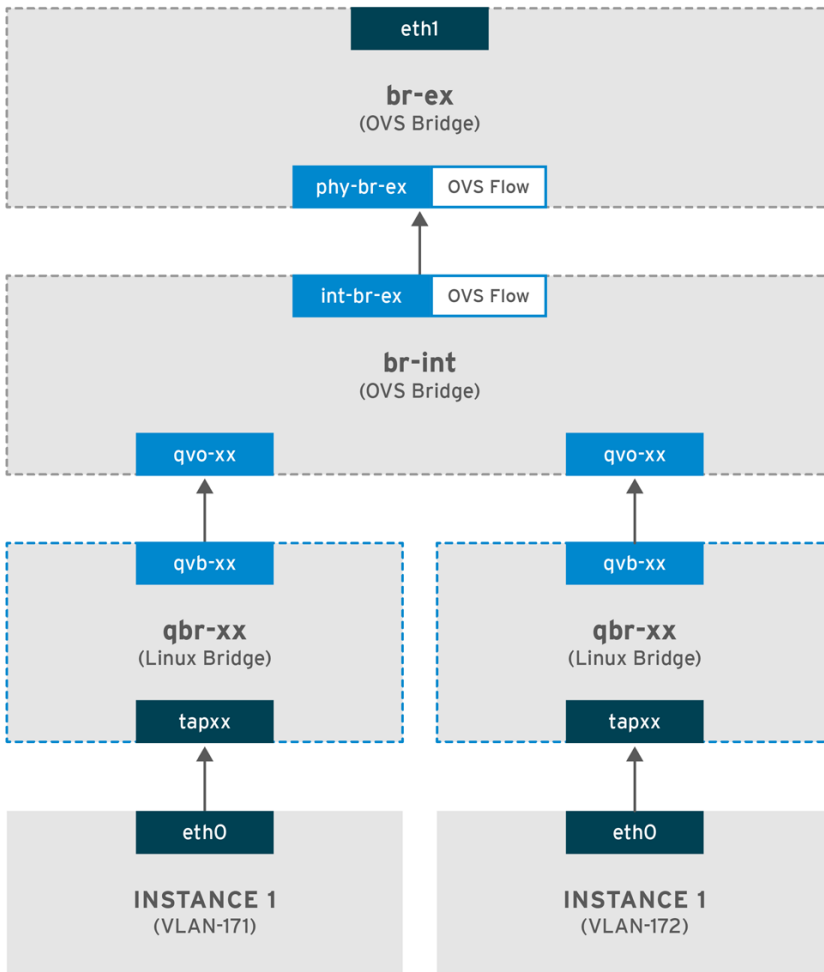 eth1
br-ex
(OVS Bridge)
phy-br-ex OVS Flow
int-br-ex OVS Flow
br-int
(OVS Bridge)
qvo-xx qvo-xx
qvb-xx qvb-xx
qbr-xx qbr-xx
(Linux Bridge) (Linux Bridge)
tapxx tapxx
eth0 eth0
INSTANCE 1 INSTANCE 1
(VLAN-171) (VLAN-172)